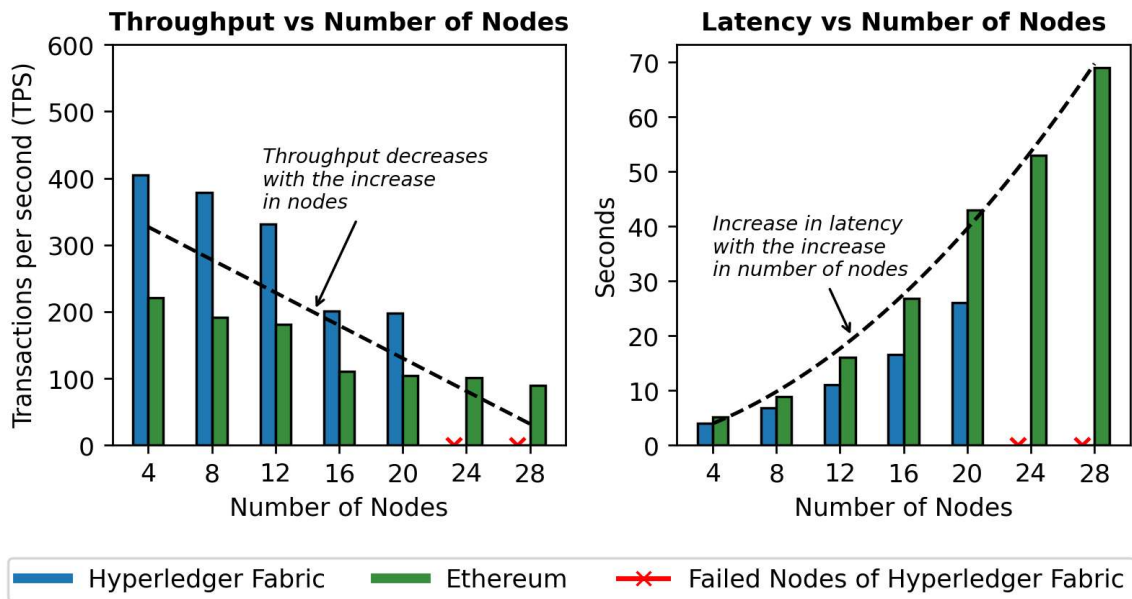 Throughput vs Number of Nodes
600
500
400
300
200
100
0
Transactions per second (TPS)
Throughput decreases
with the increase
in nodes
4 8 12 16 20 24 28
Number of Nodes
Latency vs Number of Nodes
70
60
50
40
30
20
10
0
Seconds
Increase in latency
with the increase
in number of nodes
4 8 12 16 20 24 28
Number of Nodes
Hyperledger Fabric Ethereum Failed Nodes of Hyperledger Fabric